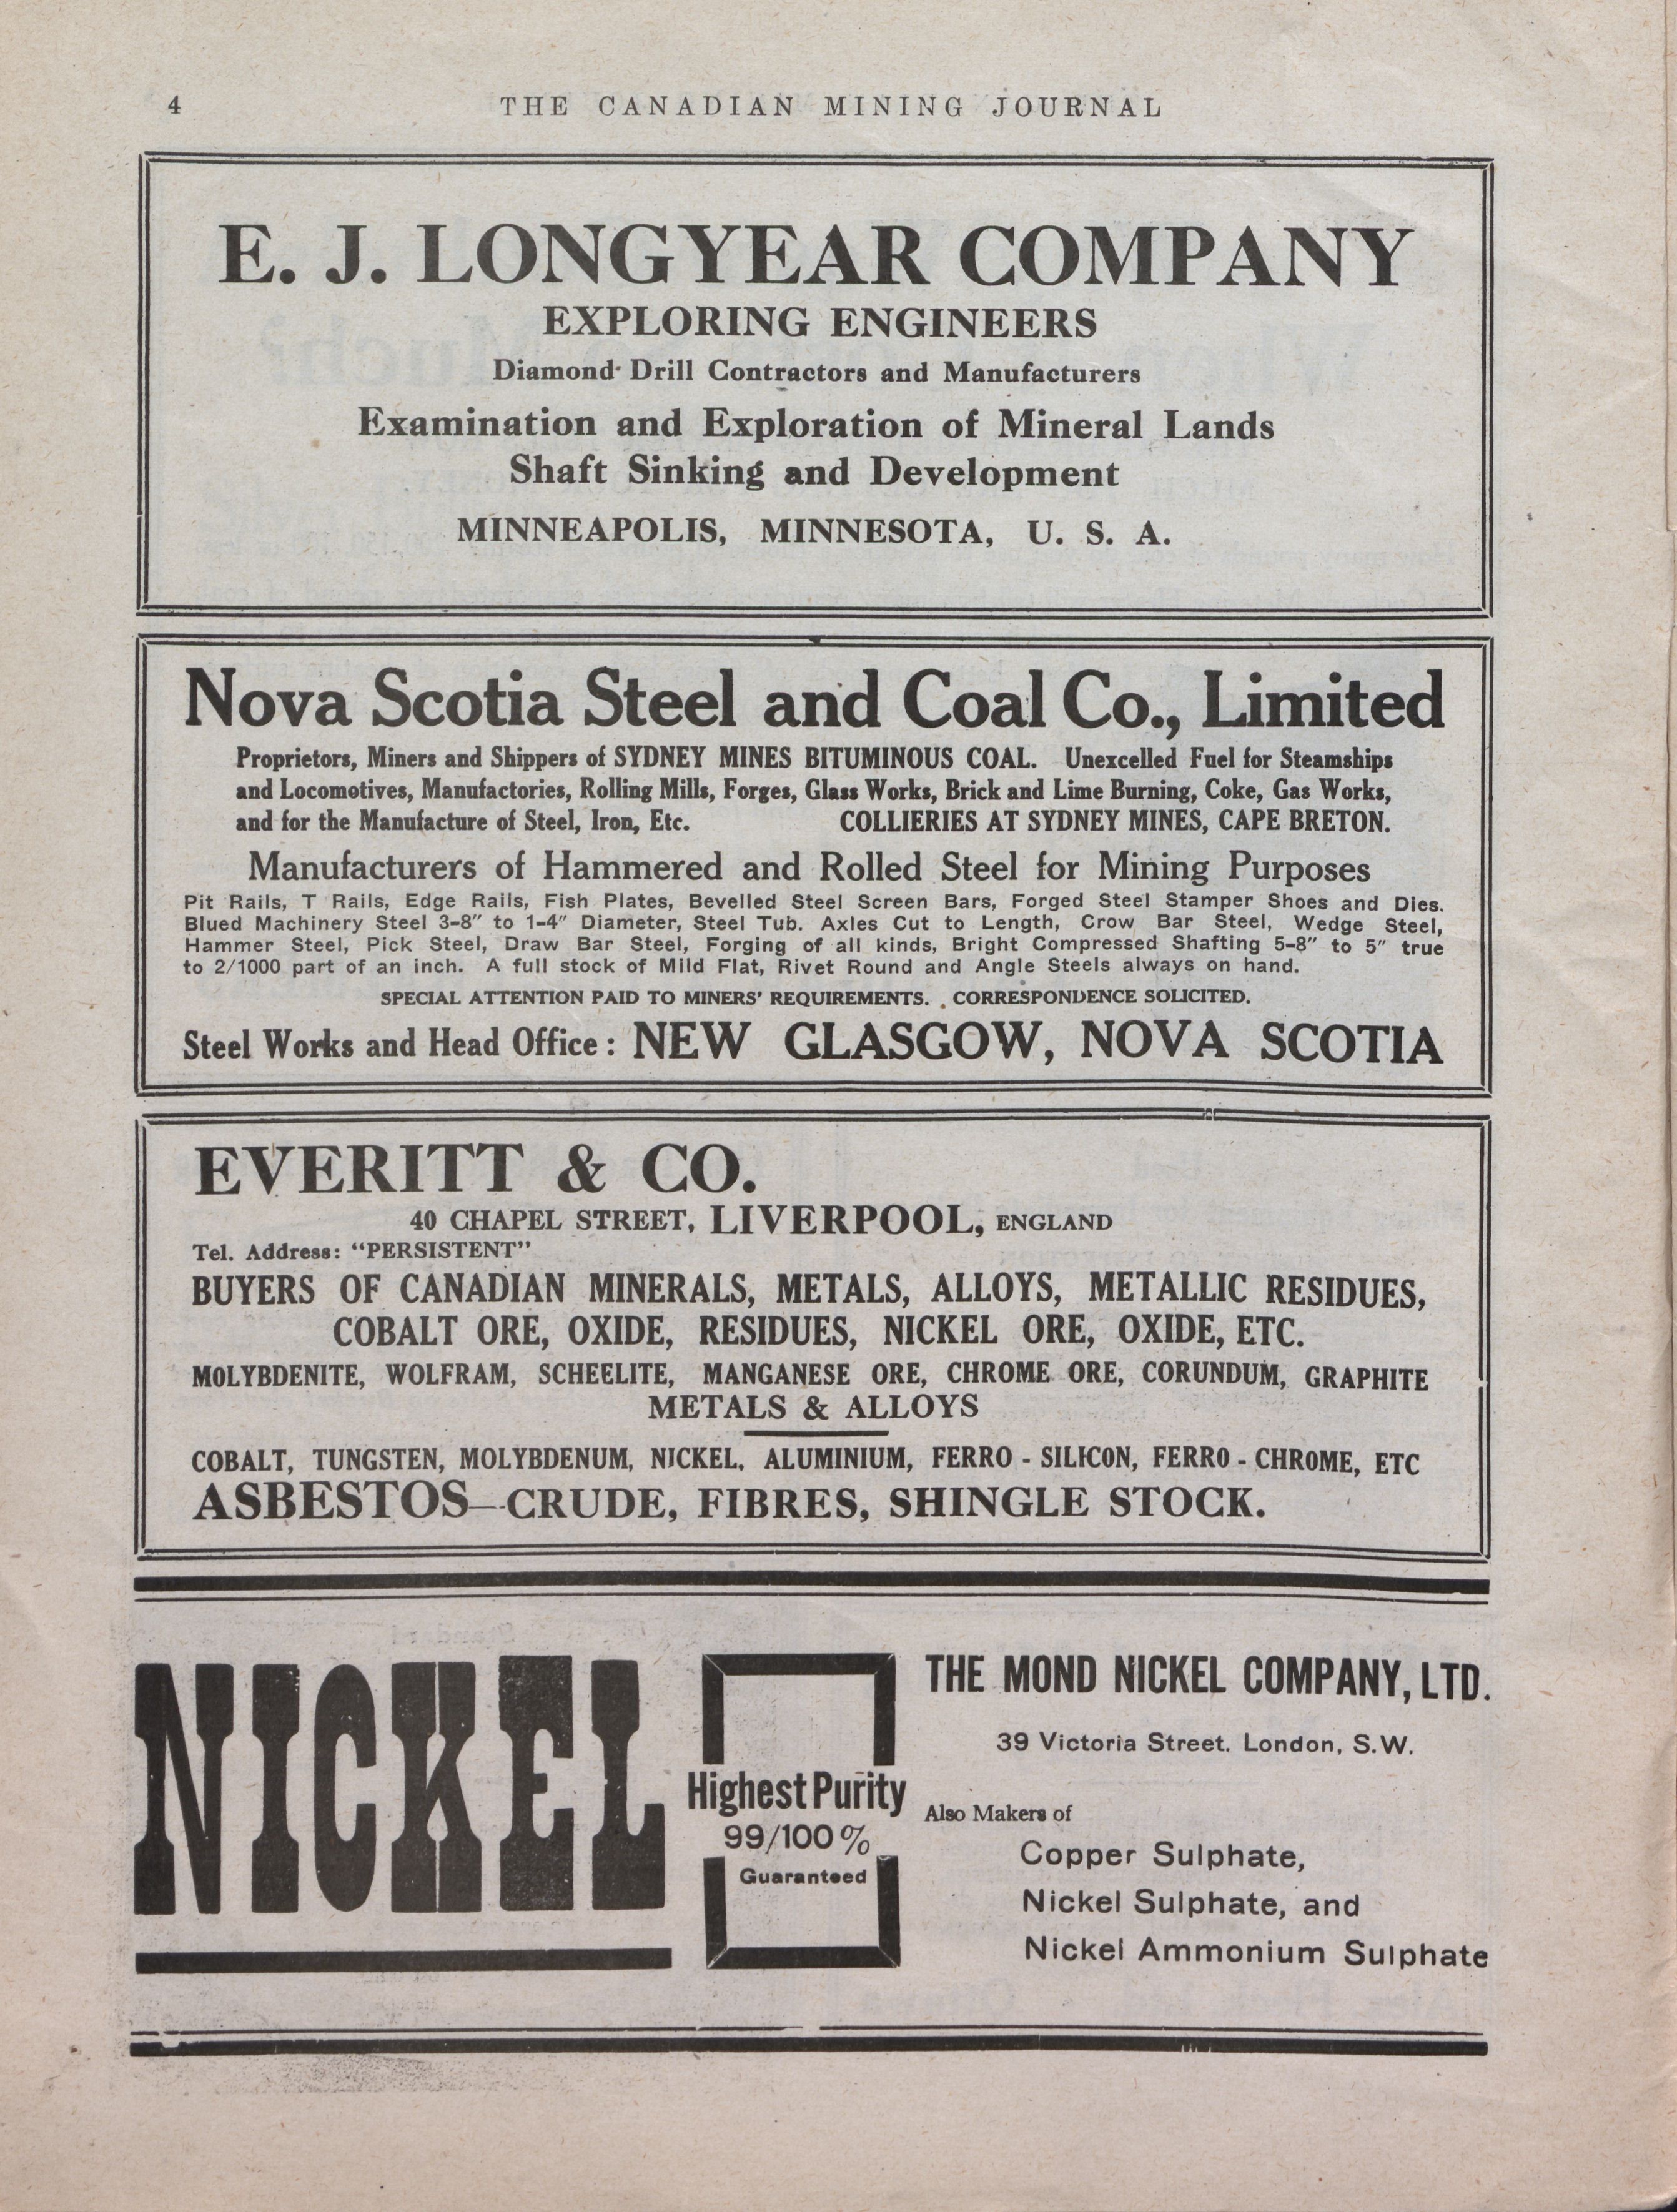 4
THE CANADIAN MINING JOURNAL
E. J. LONGYEAR COMPANY
EXPLORING ENGINEERS
Diamond Drill Contractors and Manufacturers
Examination and Exploration of Mineral Lands
Shaft Sinking and Development
MINNEAPOLIS, MINNESOTA, U. S. A.
Nova Scotia Steel and Coal Co., Limited
Proprietors, Miners and Shippers of SYDNEY MINES BITUMINOUS COAL. Unexcelled Fuel for Steamships
and Locomotives, Manufactories, Rolling Mills, Forges, Glass Works, Brick and Lime Burning, Coke, Gas Works,
and for the Manufacture of Steel, Iron, Etc. COLLIERIES AT SYDNEY MINES, CAPE BRETON.
Manufacturers of Hammered and Rolled Steel for Mining Purposes
Pit Rails, T Rails, Edge Rails, Fish Plates, Bevelled Steel Screen Bars, Forged Steel Stamper Shoes and Dies.
Blued Machinery Steel 3-8″ to 1-4″ Diameter, Steel Tub. Axles Cut to Length, Crow Bar Steel, Wedge Steel,
Hammer Steel, Pick Steel, Draw Bar Steel, Forging of all kinds, Bright Compressed Shafting 5-8″ to 5″ true
to 2/1000 part of an inch. A full stock of Mild Flat, Rivet Round and Angle Steels always on hand.
SPECIAL ATTENTION PAID TO MINERS' REQUIREMENTS. CORRESPONDENCE SOLICITED.
Steel Works and Head Office: NEW GLASGOW, NOVA SCOTIA
EVERITT & CO.
40 CHAPEL STREET, LIVERPOOL, ENGLAND
Tel. Address: "PERSISTENT"
BUYERS OF CANADIAN MINERALS, METALS, ALLOYS, METALLIC RESIDUES,
COBALT ORE, OXIDE, RESIDUES, NICKEL ORE, OXIDE, ETC.
MOLYBDENITE, WOLFRAM, SCHEELITE, MANGANESE ORE, CHROME ORE, CORUNDUM, GRAPHITE
METALS & ALLOYS
COBALT, TUNGSTEN, MOLYBDENUM, NICKEL, ALUMINIUM, FERRO-SILICON, FERRO-CHROME, ETC
ASBESTOS—CRUDE, FIBRES, SHINGLE STOCK.
NICKEL
Highest Purity
99/100%
Guaranteed
THE MOND NICKEL COMPANY, LTD.
39 Victoria Street. London, S.W.
Also Makers of
Copper Sulphate,
Nickel Sulphate, and
Nickel Ammonium Sulphate